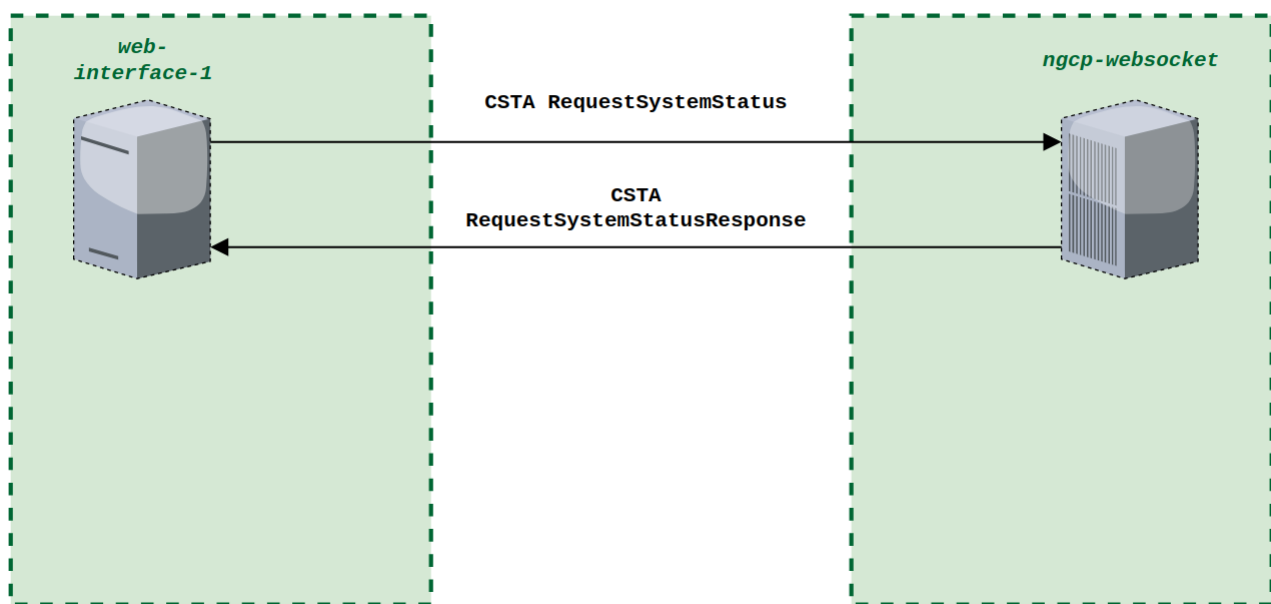 web-
interface-1
ngcp-websocket
CSTA RequestSystemStatus
CSTA
RequestSystemStatusResponse